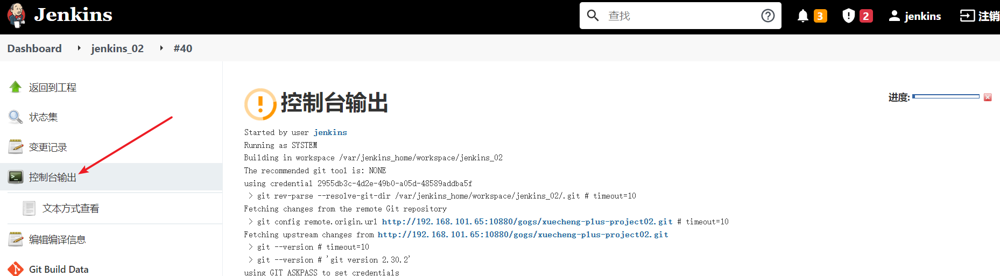 Jenkins
查找
3
2
jenkins
注销
Dashboard
jenkins_02
#40
返回到工程
状态集
变更记录
控制台输出
文本方式查看
编辑编译信息
Git Build Data
控制台输出
进度:
Started by user jenkins
Running as SYSTEM
Building in workspace /var/jenkins_home/workspace/jenkins_02
The recommended git tool is: NONE
using credential 2955db3c-4d2e-49b0-a05d-48589addba5f
> git rev-parse --resolve-git-dir /var/jenkins_home/workspace/jenkins_02/.git # timeout=10
Fetching changes from the remote Git repository
> git config remote.origin.url http://192.168.101.65:10880/gogs/xuecheng-plus-project02.git # timeout=10
Fetching upstream changes from http://192.168.101.65:10880/gogs/xuecheng-plus-project02.git
> git --version # timeout=10
> git --version # 'git version 2.30.2'
using GIT_ASKPASS to set credentials